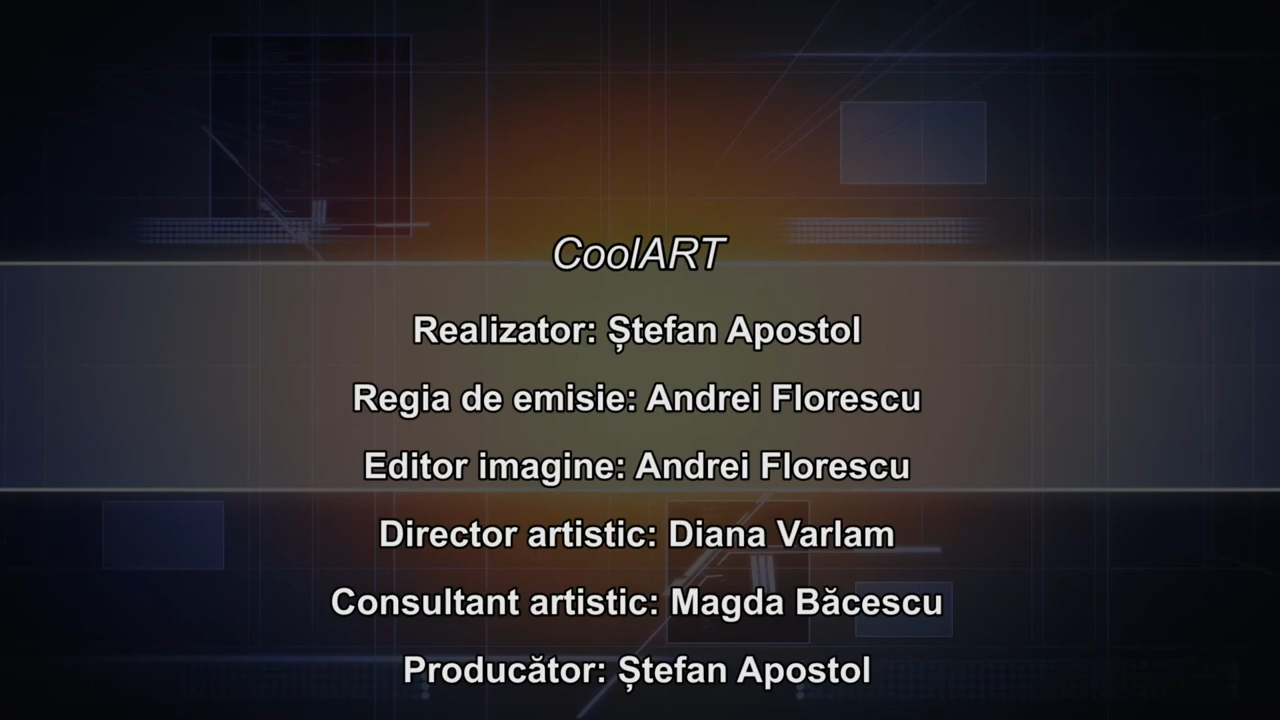 CoolART
Realizator: Ștefan Apostol
Regia de emisie: Andrei Florescu
Editor imagine: Andrei Florescu
Director artistic: Diana Varlam
Consultant artistic: Magda Băcescu
Producător: Ștefan Apostol